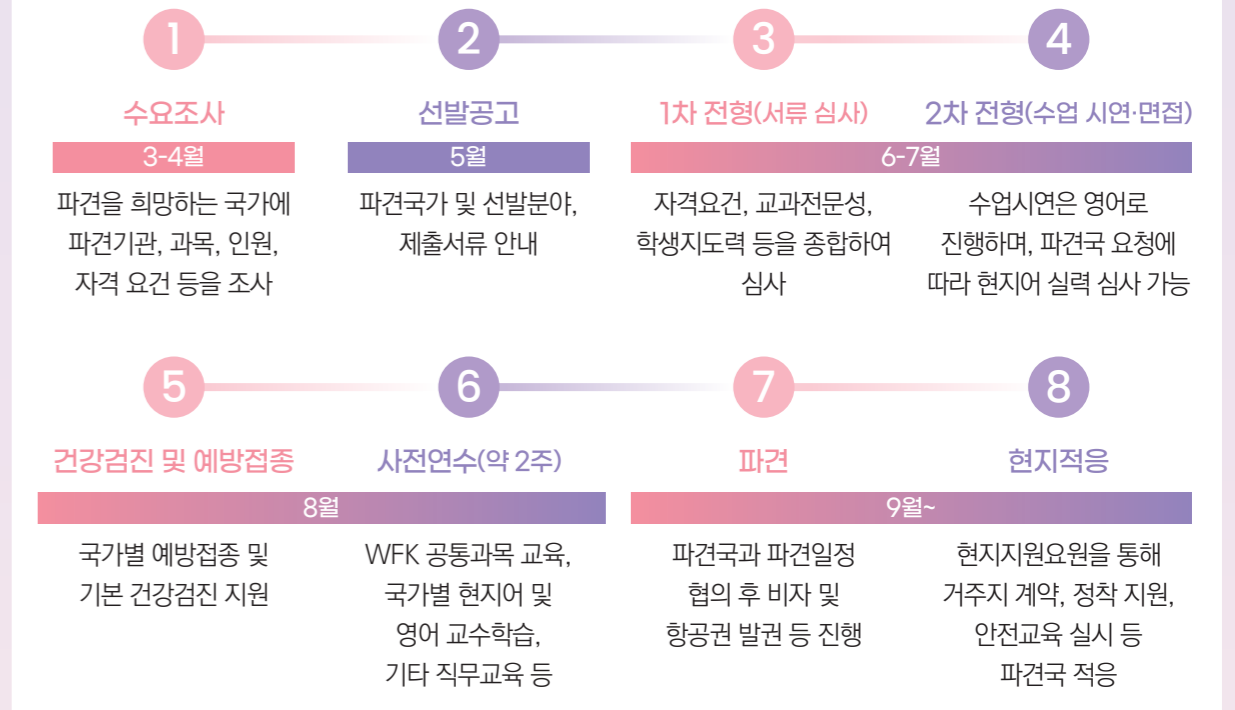 1
수요조사
3-4월
파견을 희망하는 국가에
파견기관, 과목, 인원,
자격 요건 등을 조사
2
선발공고
5월
파견국가 및 선발분야,
제출서류 안내
3
1차 전형(서류 심사)
4
2차 전형(수업 시연·면접)
6-7월
자격요건, 교과전문성,
학생지도력 등을 종합하여
심사
수업시연은 영어로
진행하며, 파견국 요청에
따라 현지어 실력 심사 가능
5
건강검진 및 예방접종
6
사전연수(약 2주)
8월
국가별 예방접종 및
기본 건강검진 지원
WFK 공통과목 교육,
국가별 현지어 및
영어 교수학습,
기타 직무교육 등
7
파견
8
현지적응
9월~
파견국과 파견일정
협의 후 비자 및
항공권 발권 등 진행
현지지원요원을 통해
거주지 계약, 정착 지원,
안전교육 실시 등
파견국 적응